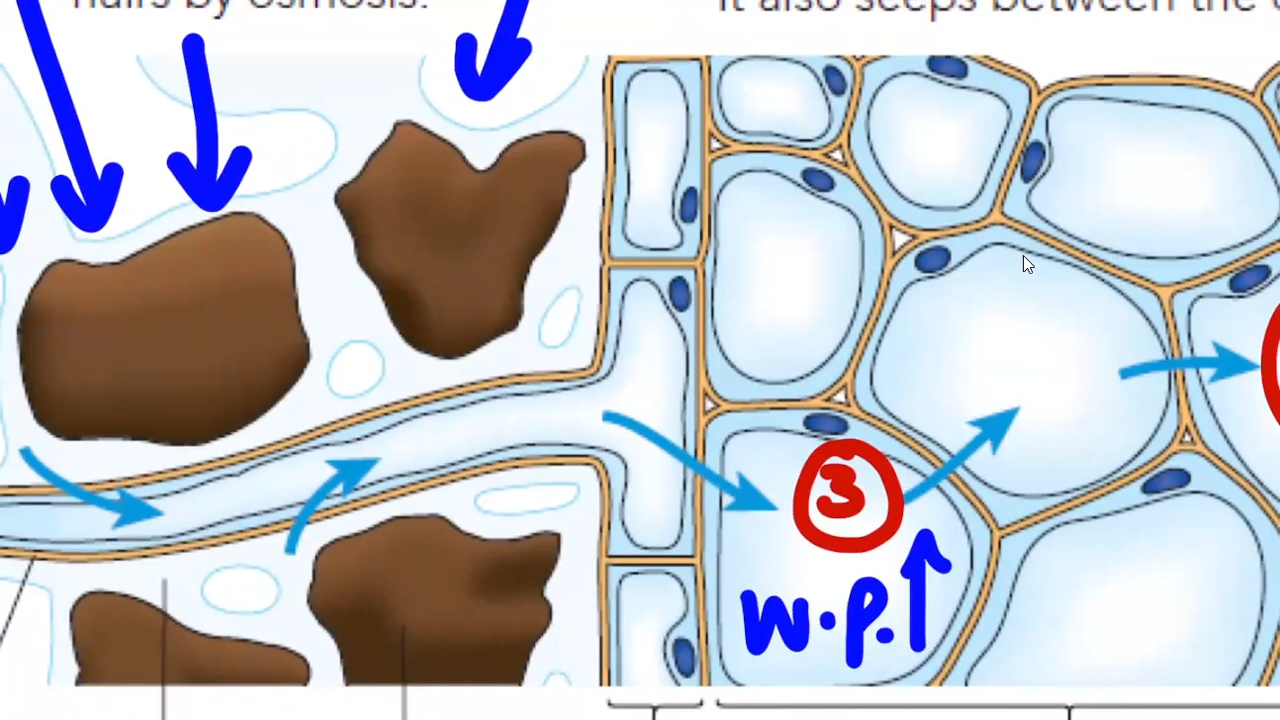 hairs by osmosis.
It also seeps between the
3
W.P.↑